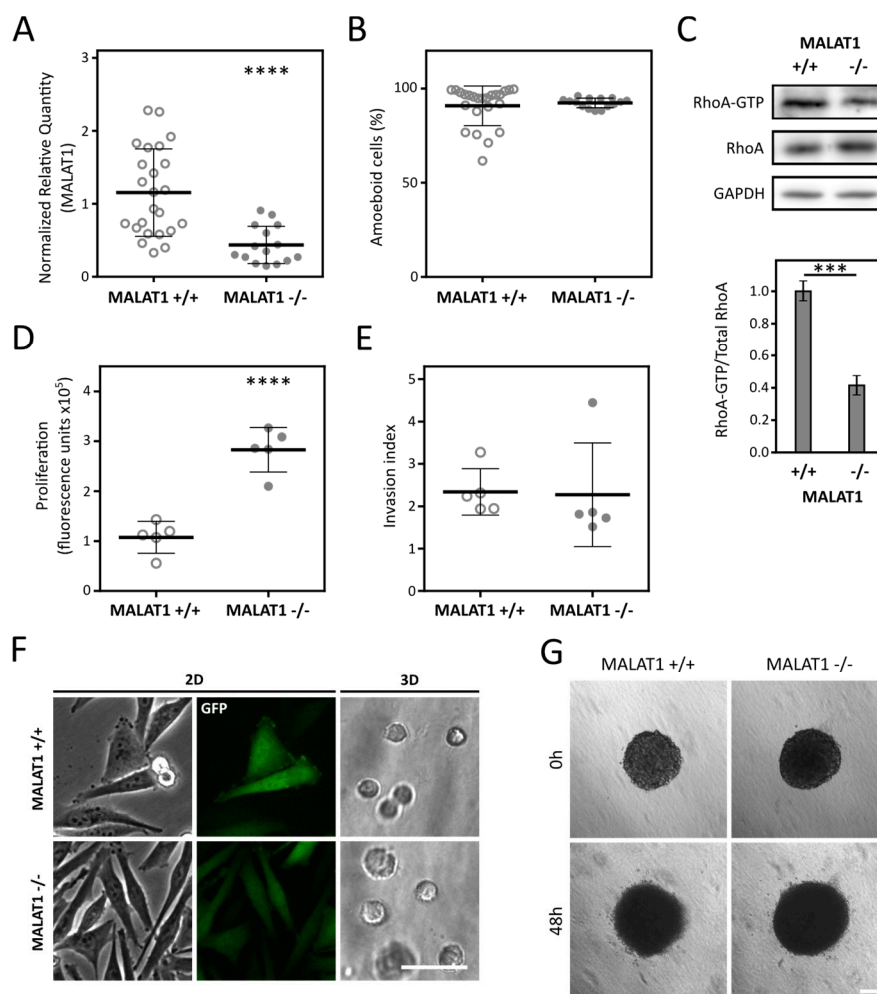 A
Normalized Relative Quantity
(MALAT1)
3
2
1
0
****
MALAT1 +/+
MALAT1 -/-
B
Amoeboid cells (%)
100
50
0
MALAT1 +/+
MALAT1 -/-
C
MALAT1
+/+ -/-
RhoA-GTP
RhoA
GAPDH
RhoA-GTP/Total RhoA
1.0
0.8
0.6
0.4
0.2
0.0
***
+/+ -/-
MALAT1
D
Proliferation
(fluorescence units x10⁵)
4
3
2
1
0
****
MALAT1 +/+
MALAT1 -/-
E
Invasion index
5
4
3
2
1
0
MALAT1 +/+
MALAT1 -/-
F
2D
3D
GFP
MALAT1 +/+
MALAT1 -/-
G
MALAT1 +/+
MALAT1 -/-
0h
48h